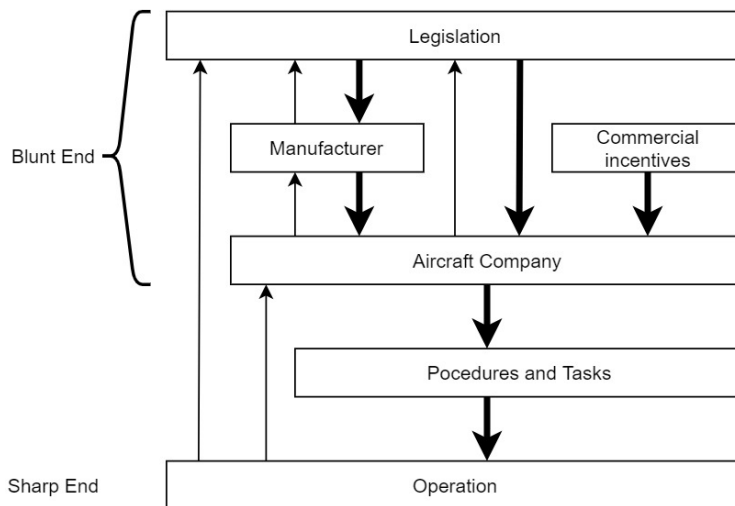 Legislation
Manufacturer
Commercial
incentives
Blunt End
Aircraft Company
Pocedures and Tasks
Sharp End
Operation